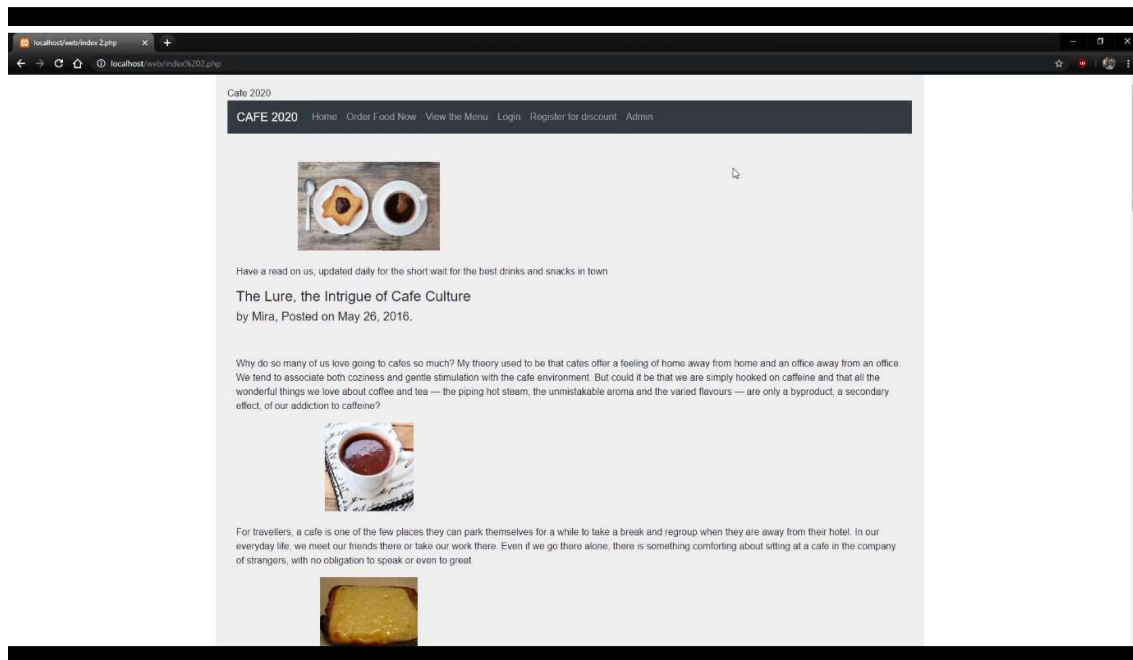 localhost/web/index 2.php
localhost/web/index%202.php
Cafe 2020
CAFE 2020 Home Order Food Now View the Menu Login Register for discount Admin
Have a read on us, updated daily for the short wait for the best drinks and snacks in town
The Lure, the Intrigue of Cafe Culture
by Mira, Posted on May 26, 2016.
Why do so many of us love going to cafes so much? My theory used to be that cafes offer a feeling of home away from home and an office away from an office.
We tend to associate both coziness and gentle stimulation with the cafe environment. But could it be that we are simply hooked on caffeine and that all the
wonderful things we love about coffee and tea — the piping hot steam, the unmistakable aroma and the varied flavours — are only a byproduct, a secondary
effect, of our addiction to caffeine?
For travellers, a cafe is one of the few places they can park themselves for a while to take a break and regroup when they are away from their hotel. In our
everyday life, we meet our friends there or take our work there. Even if we go there alone, there is something comforting about sitting at a cafe in the company
of strangers, with no obligation to speak or even to greet.